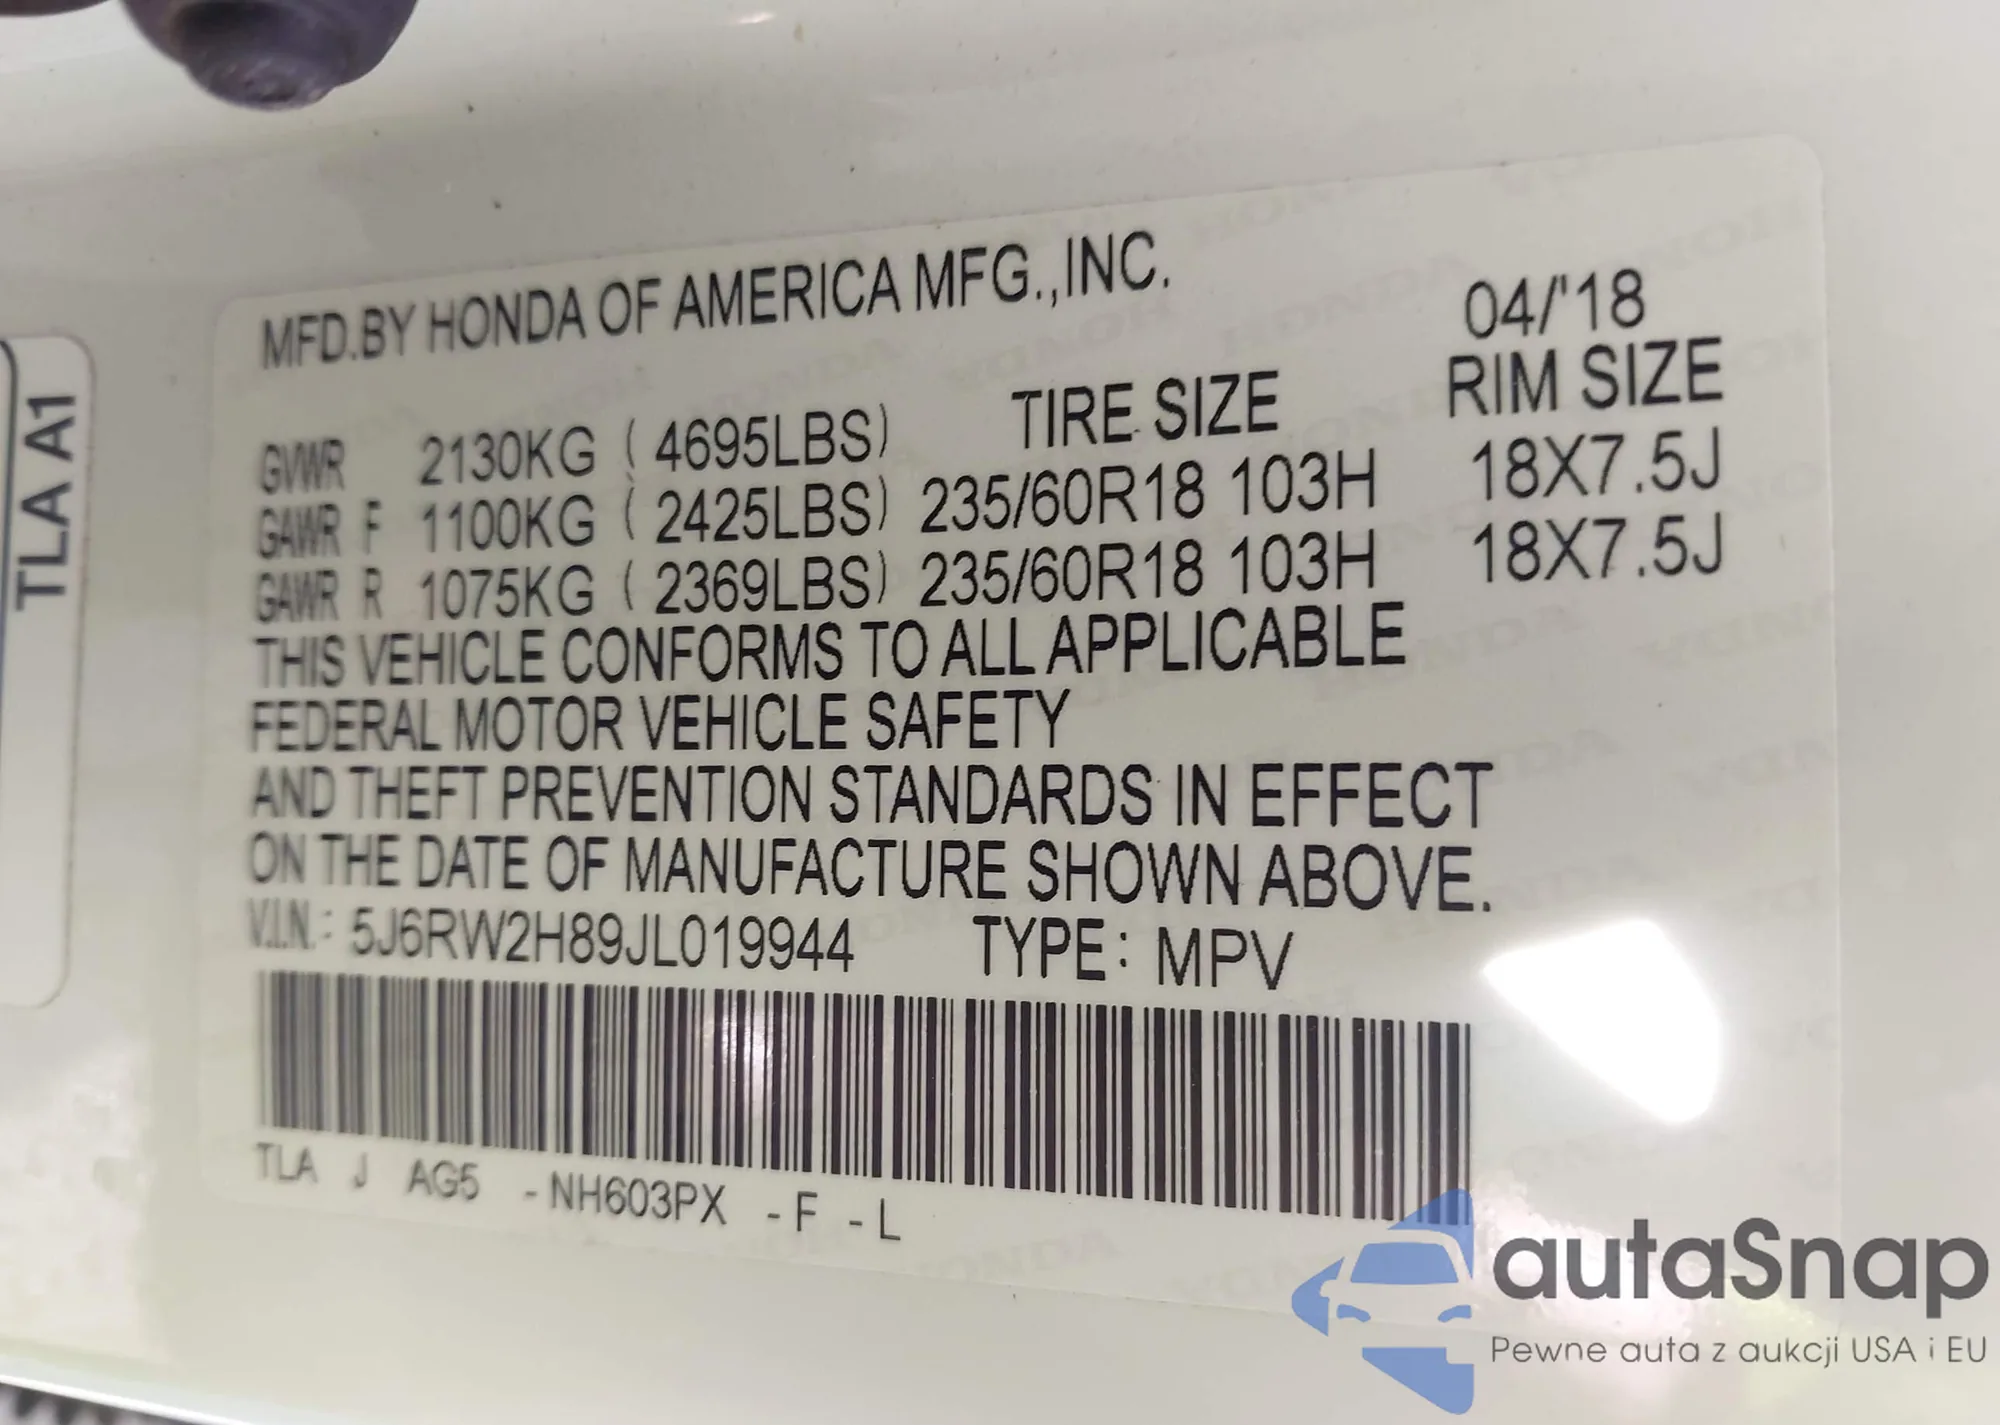 TLA A1
MFD.BY HONDA OF AMERICA MFG.,INC. 04/'18
TIRE SIZE RIM SIZE
GVWR 2130KG ( 4695LBS)
GAWR F 1100KG ( 2425LBS) 235/60R18 103H 18X7.5J
GAWR R 1075KG ( 2369LBS) 235/60R18 103H 18X7.5J
THIS VEHICLE CONFORMS TO ALL APPLICABLE
FEDERAL MOTOR VEHICLE SAFETY
AND THEFT PREVENTION STANDARDS IN EFFECT
ON THE DATE OF MANUFACTURE SHOWN ABOVE.
V.I.N.: 5J6RW2H89JL019944 TYPE: MPV
TLA J AG5 -NH603PX -F -L
autaSnap
Pewne auta z aukcji USA i EU